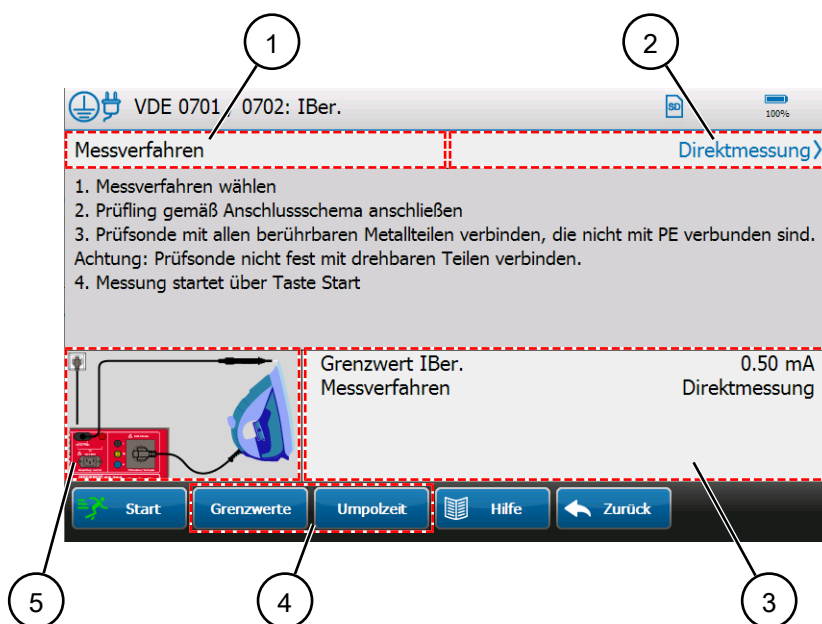 1
2
VDE 0701 / 0702: IBer.
SD
100%
Messverfahren
Direktmessung
1. Messverfahren wählen
2. Prüfling gemäß Anschlussschema anschließen
3. Prüfsonde mit allen berührbaren Metallteilen verbinden, die nicht mit PE verbunden sind.
Achtung: Prüfsonde nicht fest mit drehbaren Teilen verbinden.
4. Messung startet über Taste Start
Grenzwert IBer. 0.50 mA
Messverfahren Direktmessung
Start
Grenzwerte
Umpolzeit
Hilfe
Zurück
5
4
3